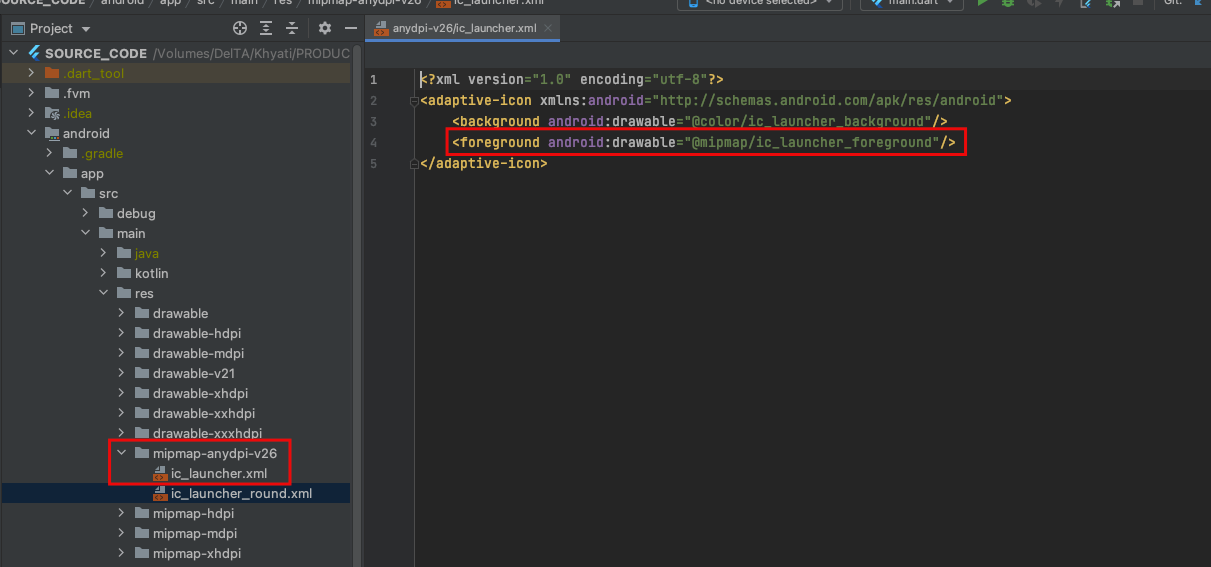 SOURCE_CODE / android / app / src / main / res / mipmap-anydpi-v26 / ic_launcher.xml
<no device selected>
main.dart
Git:
Project
anydpi-v26/ic_launcher.xml
SOURCE_CODE /Volumes/DelTA/Khyati/PRODUC
.dart_tool
.fvm
.idea
android
.gradle
app
src
debug
main
java
kotlin
res
drawable
drawable-hdpi
drawable-mdpi
drawable-v21
drawable-xhdpi
drawable-xxhdpi
drawable-xxxhdpi
mipmap-anydpi-v26
ic_launcher.xml
ic_launcher_round.xml
mipmap-hdpi
mipmap-mdpi
mipmap-xhdpi
1 <?xml version="1.0" encoding="utf-8"?>
2 <adaptive-icon xmlns:android="http://schemas.android.com/apk/res/android">
3 <background android:drawable="@color/ic_launcher_background"/>
4 <foreground android:drawable="@mipmap/ic_launcher_foreground"/>
5 </adaptive-icon>